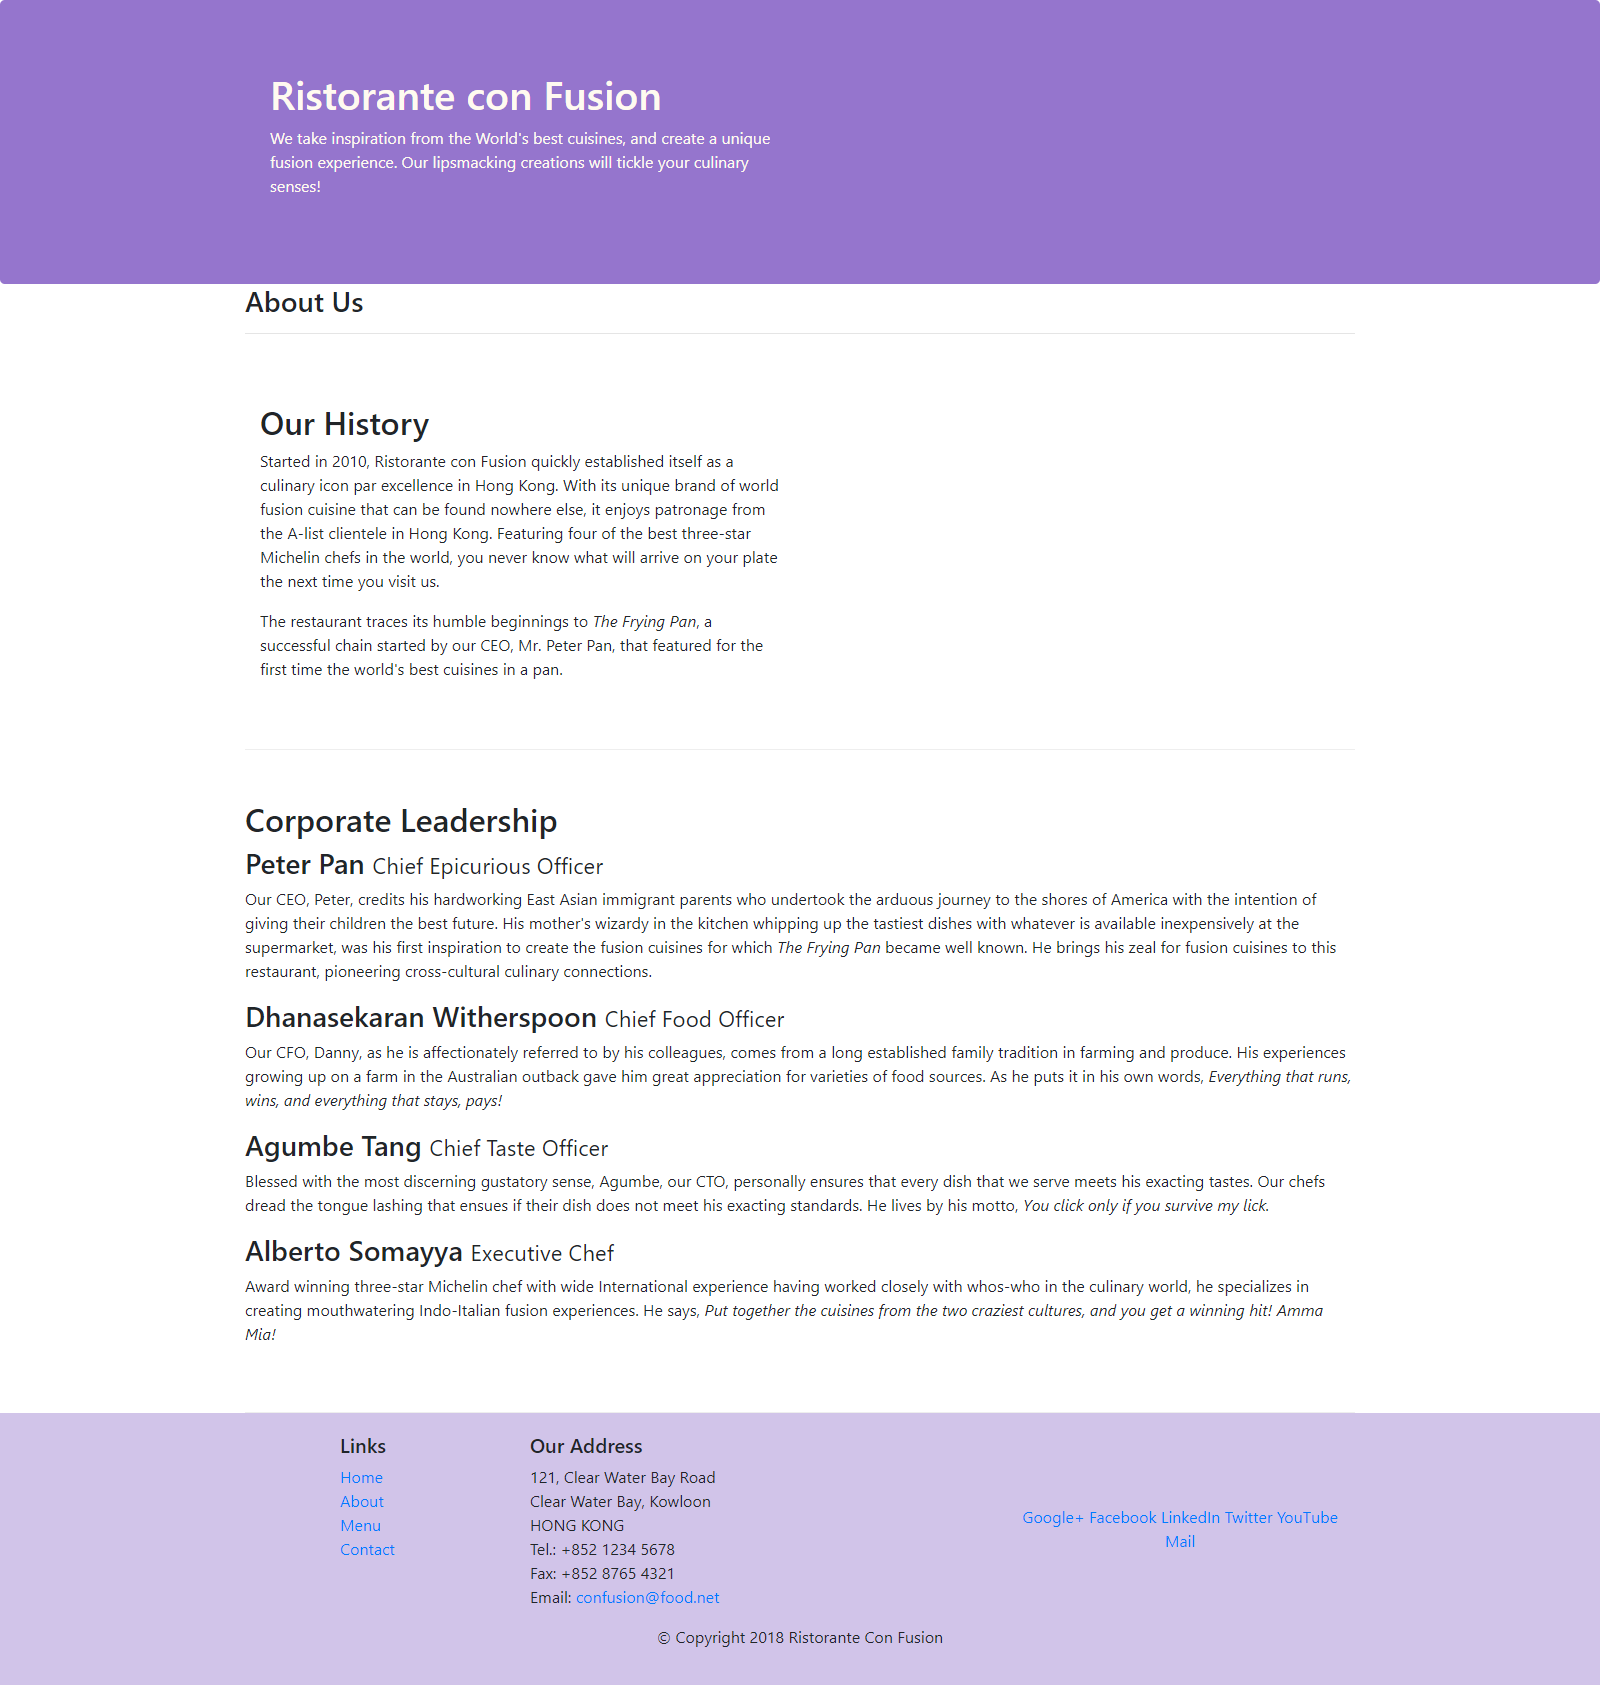 Ristorante con Fusion
We take inspiration from the World's best cuisines, and create a unique
fusion experience. Our lipsmacking creations will tickle your culinary
senses!
About Us
Our History
Started in 2010, Ristorante con Fusion quickly established itself as a
culinary icon par excellence in Hong Kong. With its unique brand of world
fusion cuisine that can be found nowhere else, it enjoys patronage from
the A-list clientele in Hong Kong. Featuring four of the best three-star
Michelin chefs in the world, you never know what will arrive on your plate
the next time you visit us.
The restaurant traces its humble beginnings to The Frying Pan, a
successful chain started by our CEO, Mr. Peter Pan, that featured for the
first time the world's best cuisines in a pan.
Corporate Leadership
Peter Pan Chief Epicurious Officer
Our CEO, Peter, credits his hardworking East Asian immigrant parents who undertook the arduous journey to the shores of America with the intention of
giving their children the best future. His mother's wizardy in the kitchen whipping up the tastiest dishes with whatever is available inexpensively at the
supermarket, was his first inspiration to create the fusion cuisines for which The Frying Pan became well known. He brings his zeal for fusion cuisines to this
restaurant, pioneering cross-cultural culinary connections.
Dhanasekaran Witherspoon Chief Food Officer
Our CFO, Danny, as he is affectionately referred to by his colleagues, comes from a long established family tradition in farming and produce. His experiences
growing up on a farm in the Australian outback gave him great appreciation for varieties of food sources. As he puts it in his own words, Everything that runs,
wins, and everything that stays, pays!
Agumbe Tang Chief Taste Officer
Blessed with the most discerning gustatory sense, Agumbe, our CTO, personally ensures that every dish that we serve meets his exacting tastes. Our chefs
dread the tongue lashing that ensues if their dish does not meet his exacting standards. He lives by his motto, You click only if you survive my lick.
Alberto Somayya Executive Chef
Award winning three-star Michelin chef with wide International experience having worked closely with whos-who in the culinary world, he specializes in
creating mouthwatering Indo-Italian fusion experiences. He says, Put together the cuisines from the two craziest cultures, and you get a winning hit! Amma
Mia!
Links
Home
About
Menu
Contact
Our Address
121, Clear Water Bay Road
Clear Water Bay, Kowloon
HONG KONG
Tel.: +852 1234 5678
Fax: +852 8765 4321
Email: confusion@food.net
Google+ Facebook LinkedIn Twitter YouTube
Mail
© Copyright 2018 Ristorante Con Fusion